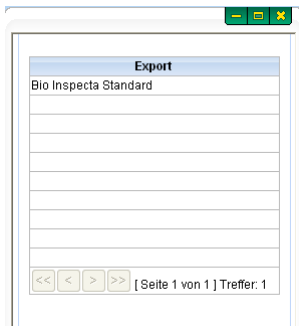 Export
Bio Inspecta Standard
<< < > >> [ Seite 1 von 1 ] Treffer: 1